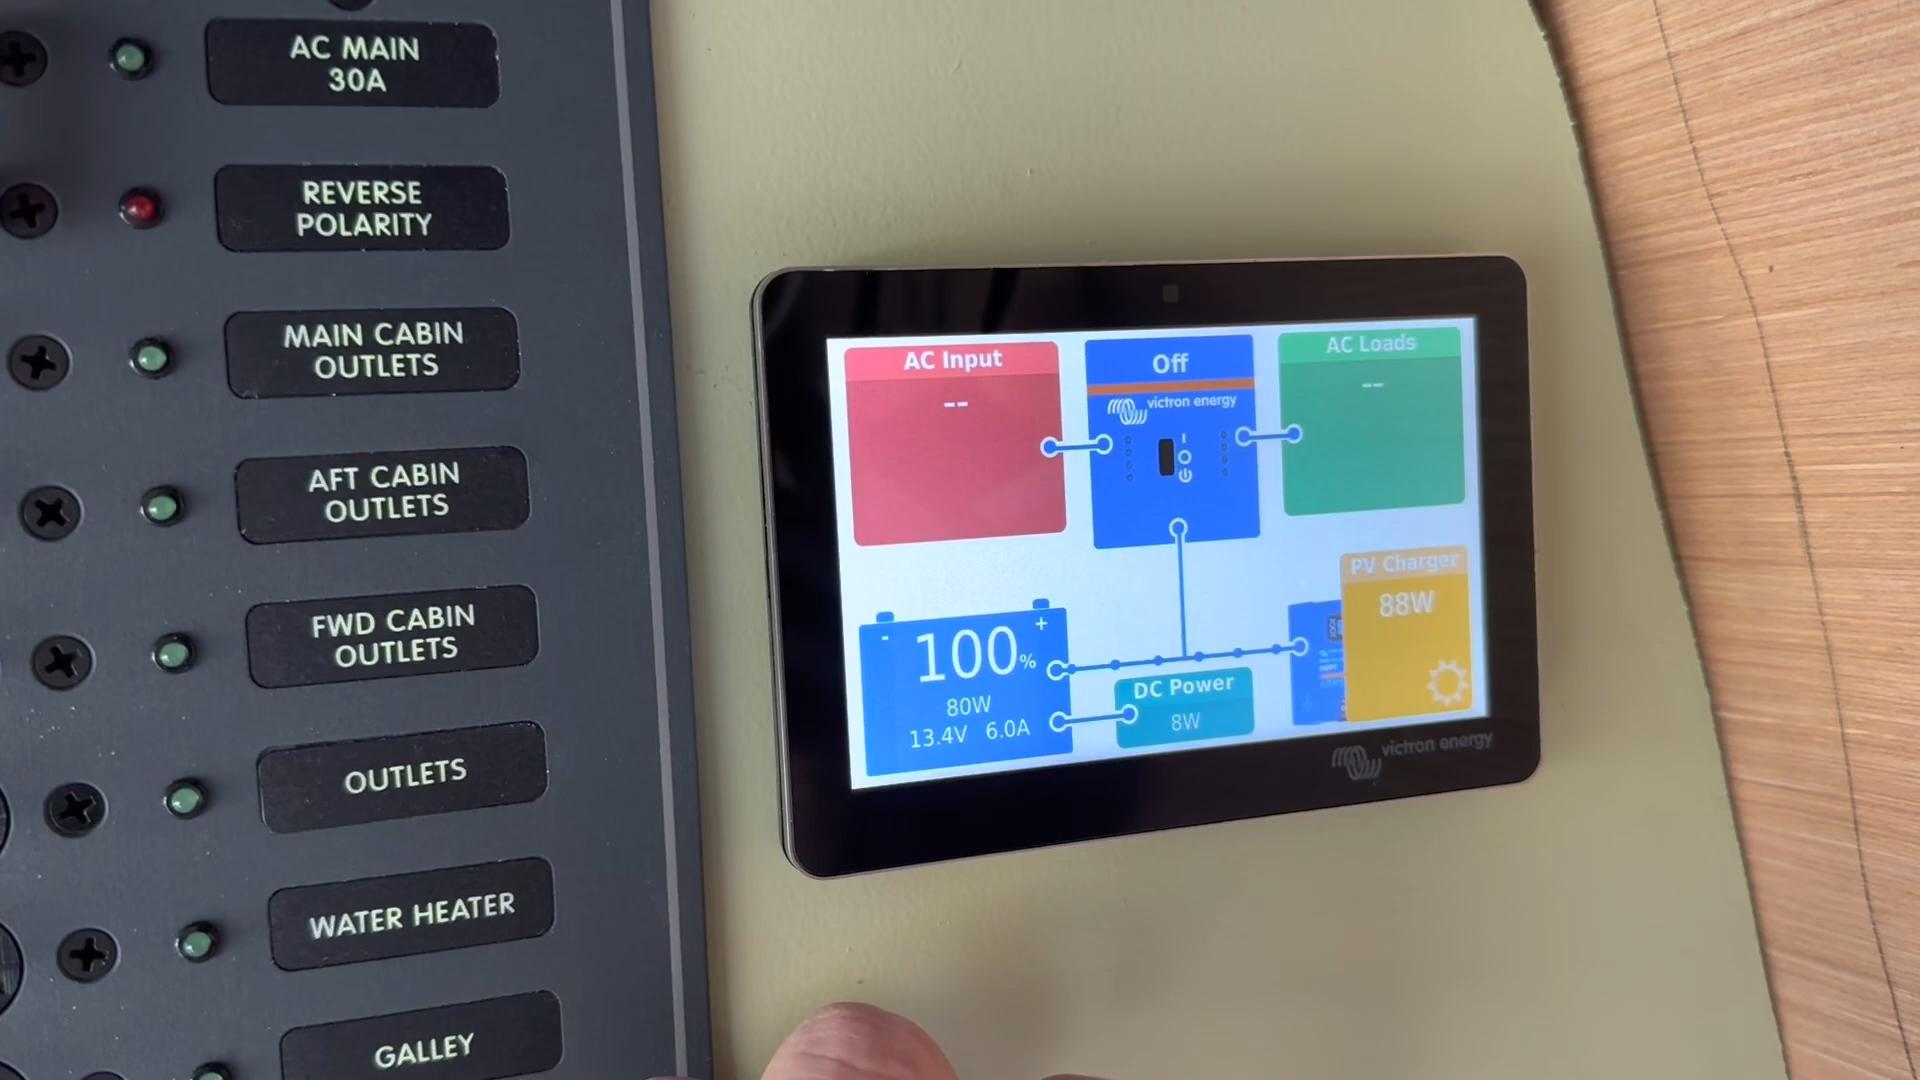 AC MAIN
30A
REVERSE
POLARITY
MAIN CABIN
OUTLETS
AFT CABIN
OUTLETS
FWD CABIN
OUTLETS
OUTLETS
WATER HEATER
GALLEY
AC Input
--
Off
victron energy
AC Loads
--
PV Charger
88W
- +
100%
80W
13.4V 6.0A
DC Power
8W
victron energy